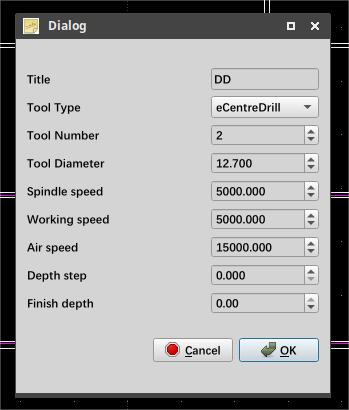 Dialog
Title DD
Tool Type eCentreDrill
Tool Number 2
Tool Diameter 12.700
Spindle speed 5000.000
Working speed 5000.000
Air speed 15000.000
Depth step 0.000
Finish depth 0.00
Cancel OK